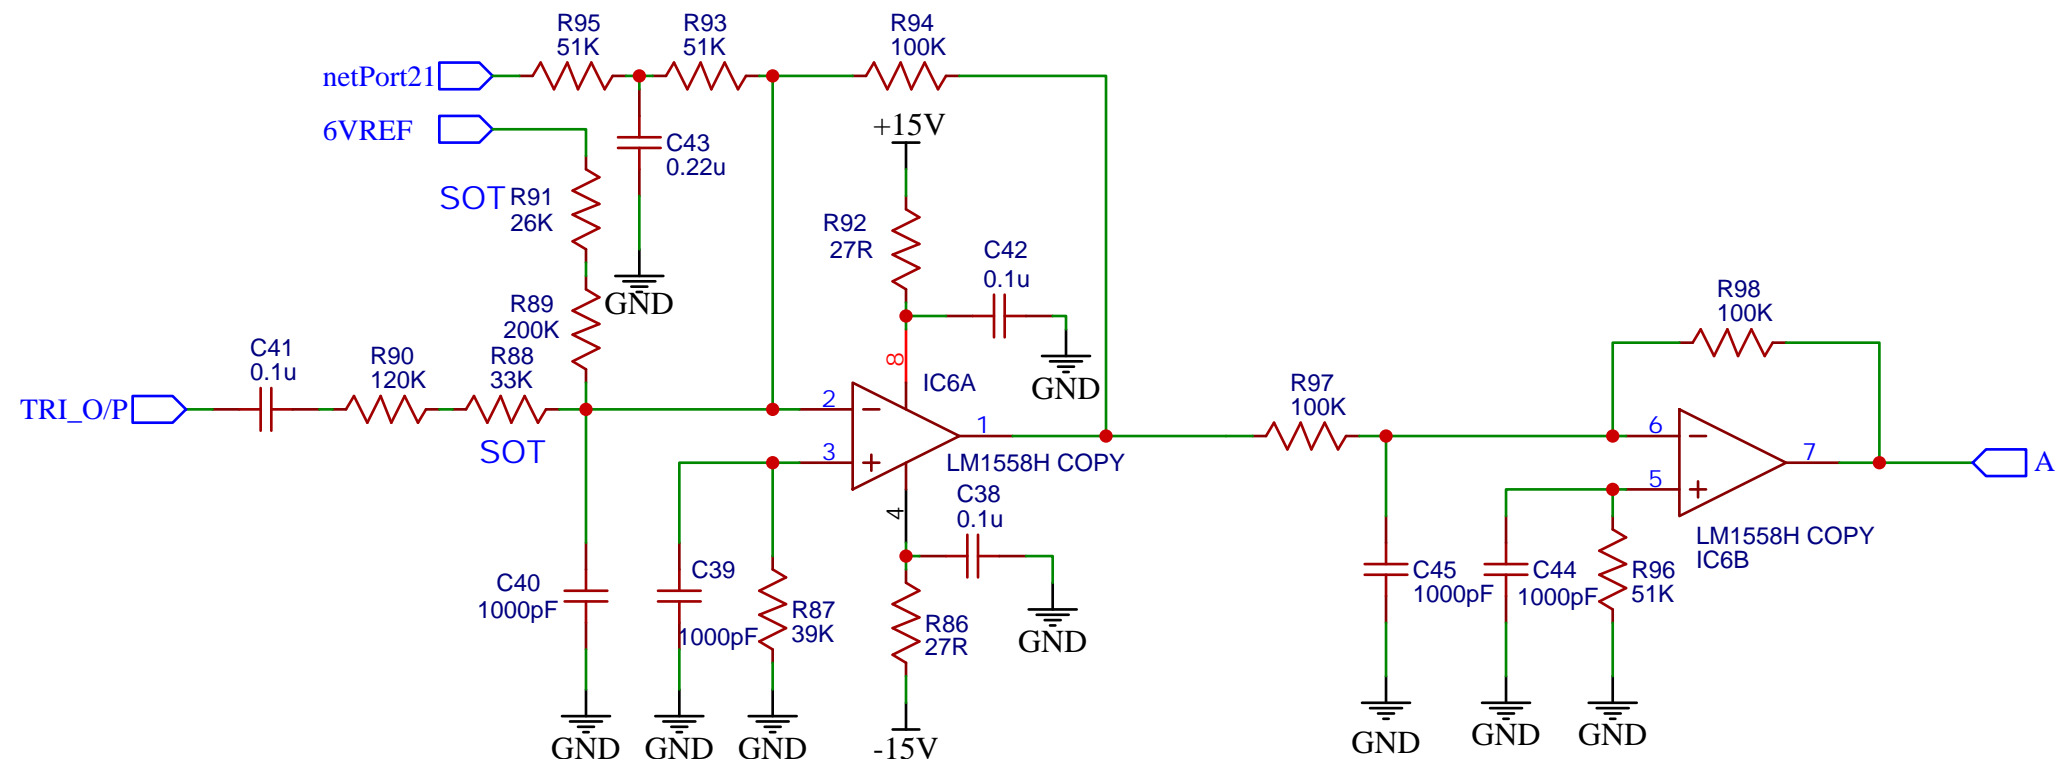 R95
51K
R93
51K
R94
100K
netPort21
6VREF
+15V
C43
0.22u
SOT
R91
26K
R92
27R
C42
0.1u
GND
R89
200K
GND
R98
100K
C41
0.1u
R90
120K
R88
33K
8
IC6A
R97
100K
TRI_O/P
SOT
2
3
1
LM1558H COPY
6
5
7
A
4
C38
0.1u
LM1558H COPY
IC6B
C40
1000pF
C39
1000pF
R87
39K
R86
27R
GND
C45
1000pF
C44
1000pF
R96
51K
GND
GND
GND
-15V
GND
GND
GND